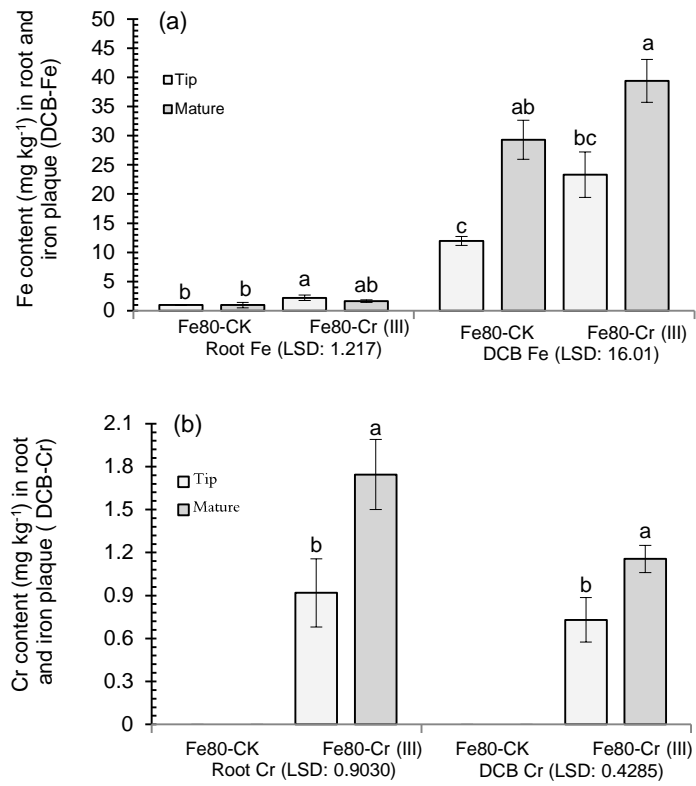 Fe content (mg kg⁻¹) in root and
iron plaque (DCB-Fe)
50
45
40
35
30
25
20
15
10
5
0
(a)
Tip
Mature
b
b
a
ab
c
ab
bc
a
Fe80-CK
Fe80-Cr (III)
Fe80-CK
Fe80-Cr (III)
Root Fe (LSD: 1.217)
DCB Fe (LSD: 16.01)
Cr content (mg kg⁻¹) in root
and iron plaque ( DCB-Cr)
2.1
1.8
1.5
1.2
0.9
0.6
0.3
0
(b)
Tip
Mature
b
a
b
a
Fe80-CK
Fe80-Cr (III)
Fe80-CK
Fe80-Cr (III)
Root Cr (LSD: 0.9030)
DCB Cr (LSD: 0.4285)